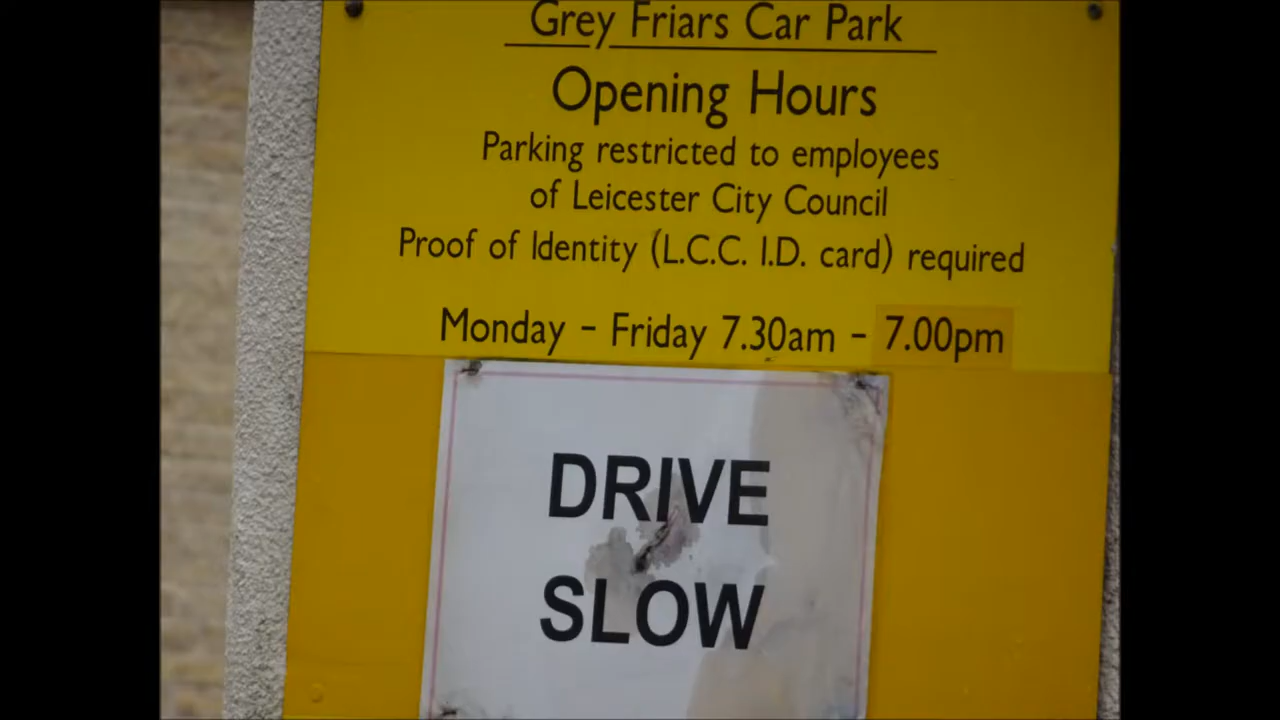 Grey Friars Car Park
Opening Hours
Parking restricted to employees
of Leicester City Council
Proof of Identity (L.C.C. I.D. card) required
Monday - Friday 7.30am - 7.00pm
DRIVE
SLOW